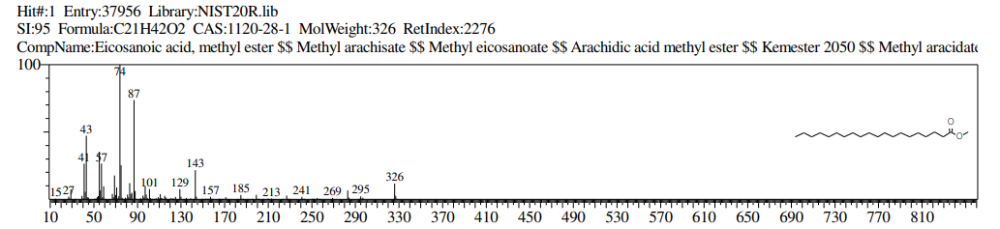 Hit#:1 Entry:37956 Library:NIST20R.lib
SI:95 Formula:C21H42O2 CAS:1120-28-1 MolWeight:326 RetIndex:2276
CompName:Eicosanoic acid, methyl ester $$ Methyl arachisate $$ Methyl eicosanoate $$ Arachidic acid methyl ester $$ Kemester 2050 $$ Methyl aracidate
100
74
87
43
41 57
143
15 27
101 129 157 185 213 241 269 295 326
O
O
10 50 90 130 170 210 250 290 330 370 410 450 490 530 570 610 650 690 730 770 810